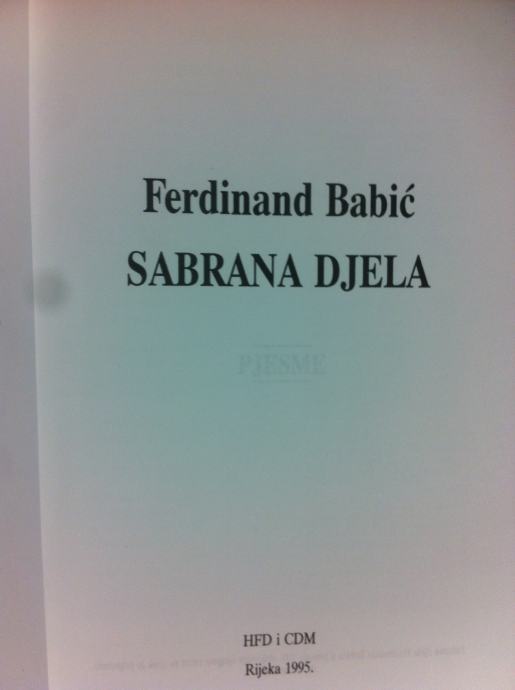 Ferdinand Babić
SABRANA DJELA
PJESME
HFD i CDM
Rijeka 1995.